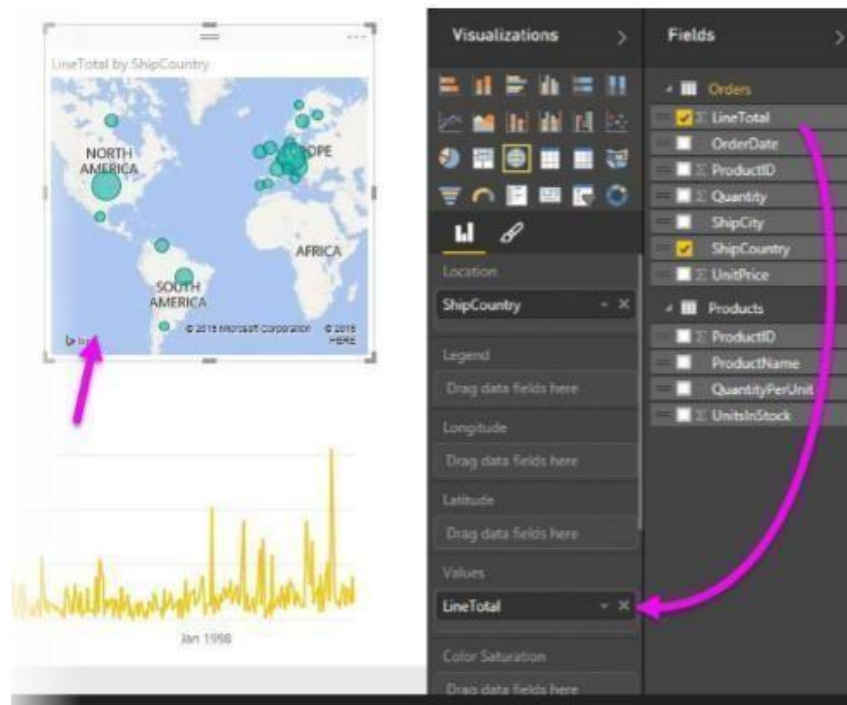 LineTotal by ShipCountry
NORTH
AMERICA
AFRICA
SOUTH
AMERICA
© 2015 Microsoft Corporation
© 2015
HERE
Jan 1998
Visualizations
Location
ShipCountry
Legend
Drag data fields here
Longitude
Drag data fields here
Latitude
Drag data fields here
Values
LineTotal
Color Saturation
Drag data fields here
Fields
Orders
LineTotal
OrderDate
ProductID
Quantity
ShipCity
ShipCountry
UnitPrice
Products
ProductID
ProductName
QuantityPerUnit
UnitsInStock